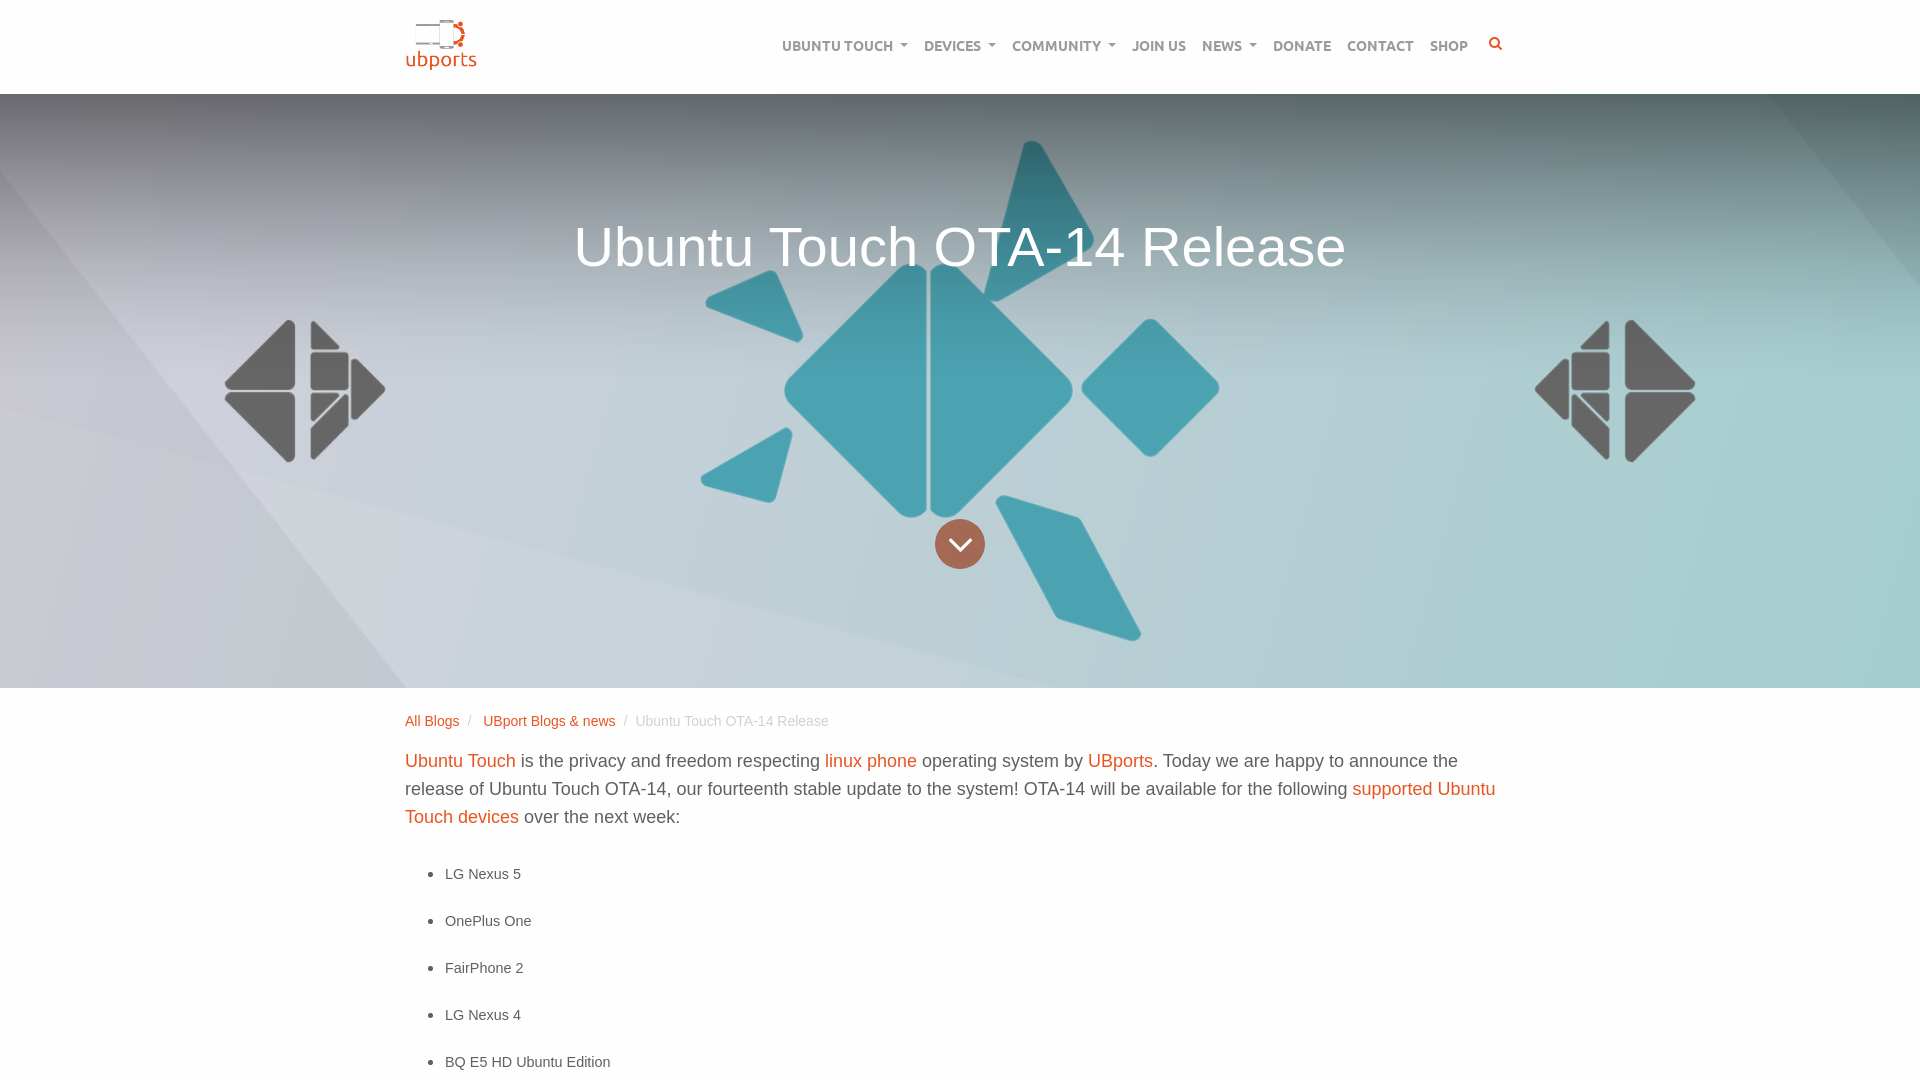 ubports
UBUNTU TOUCH DEVICES COMMUNITY JOIN US NEWS DONATE CONTACT SHOP
Ubuntu Touch OTA-14 Release
All Blogs / UBport Blogs & news / Ubuntu Touch OTA-14 Release
Ubuntu Touch is the privacy and freedom respecting linux phone operating system by UBports. Today we are happy to announce the
release of Ubuntu Touch OTA-14, our fourteenth stable update to the system! OTA-14 will be available for the following supported Ubuntu
Touch devices over the next week:
• LG Nexus 5
• OnePlus One
• FairPhone 2
• LG Nexus 4
• BQ E5 HD Ubuntu Edition